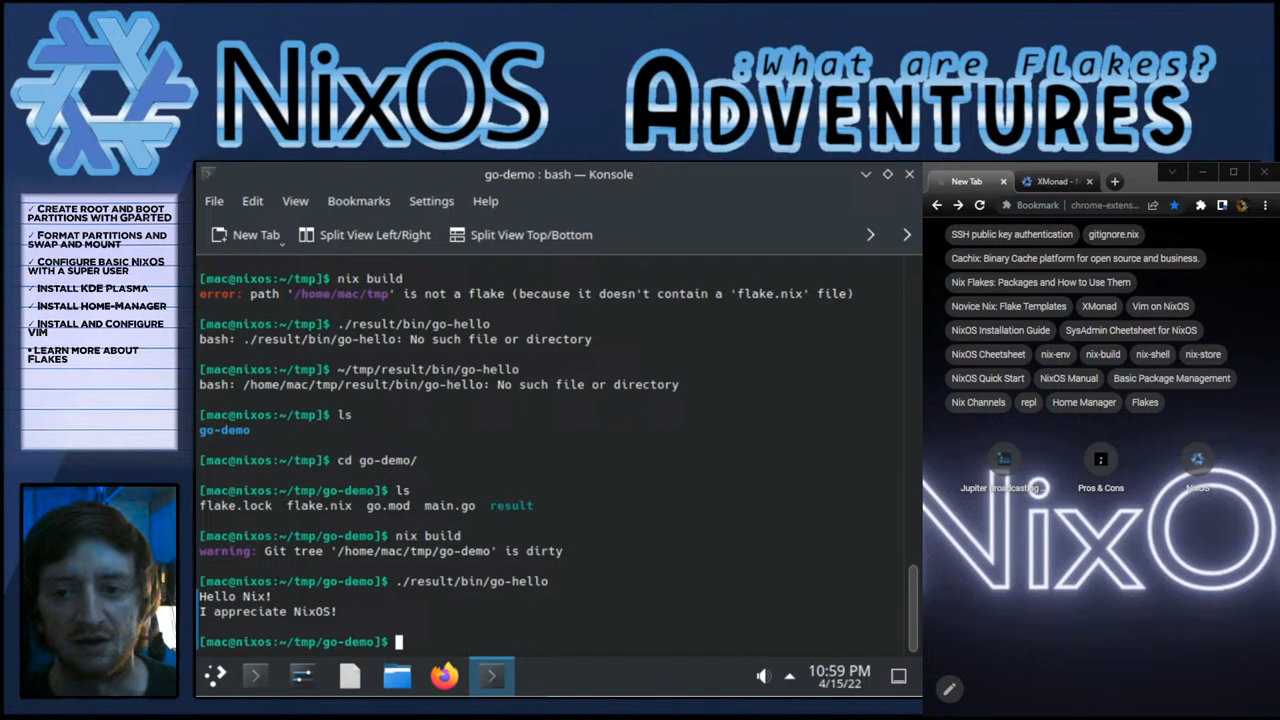 NixOS
:What are Flakes?
ADVENTURES
✓ CREATE ROOT AND BOOT
PARTITIONS WITH GPARTED
✓ FORMAT PARTITIONS AND
SWAP AND MOUNT
✓ CONFIGURE BASIC NIXOS
WITH A SUPER USER
✓ INSTALL KDE PLASMA
✓ INSTALL HOME-MANAGER
✓ INSTALL AND CONFIGURE
VIM
• LEARN MORE ABOUT
FLAKES
go-demo : bash — Konsole
File Edit View Bookmarks Settings Help
New Tab Split View Left/Right Split View Top/Bottom
[mac@nixos:~/tmp]$ nix build
error: path '/home/mac/tmp' is not a flake (because it doesn't contain a 'flake.nix' file)
[mac@nixos:~/tmp]$ ./result/bin/go-hello
bash: ./result/bin/go-hello: No such file or directory
[mac@nixos:~/tmp]$ ~/tmp/result/bin/go-hello
bash: /home/mac/tmp/result/bin/go-hello: No such file or directory
[mac@nixos:~/tmp]$ ls
go-demo
[mac@nixos:~/tmp]$ cd go-demo/
[mac@nixos:~/tmp/go-demo]$ ls
flake.lock flake.nix go.mod main.go result
[mac@nixos:~/tmp/go-demo]$ nix build
warning: Git tree '/home/mac/tmp/go-demo' is dirty
[mac@nixos:~/tmp/go-demo]$ ./result/bin/go-hello
Hello Nix!
I appreciate NixOS!
[mac@nixos:~/tmp/go-demo]$
10:59 PM
4/15/22
New Tab XMonad - N
Bookmark chrome-extens...
SSH public key authentication gitignore.nix
Cachix: Binary Cache platform for open source and business.
Nix Flakes: Packages and How to Use Them
Novice Nix: Flake Templates XMonad Vim on NixOS
NixOS Installation Guide SysAdmin Cheetsheet for NixOS
NixOS Cheetsheet nix-env nix-build nix-shell nix-store
NixOS Quick Start NixOS Manual Basic Package Management
Nix Channels repl Home Manager Flakes
Jupiter Broadcasting ... Pros & Cons NixOS
NixO